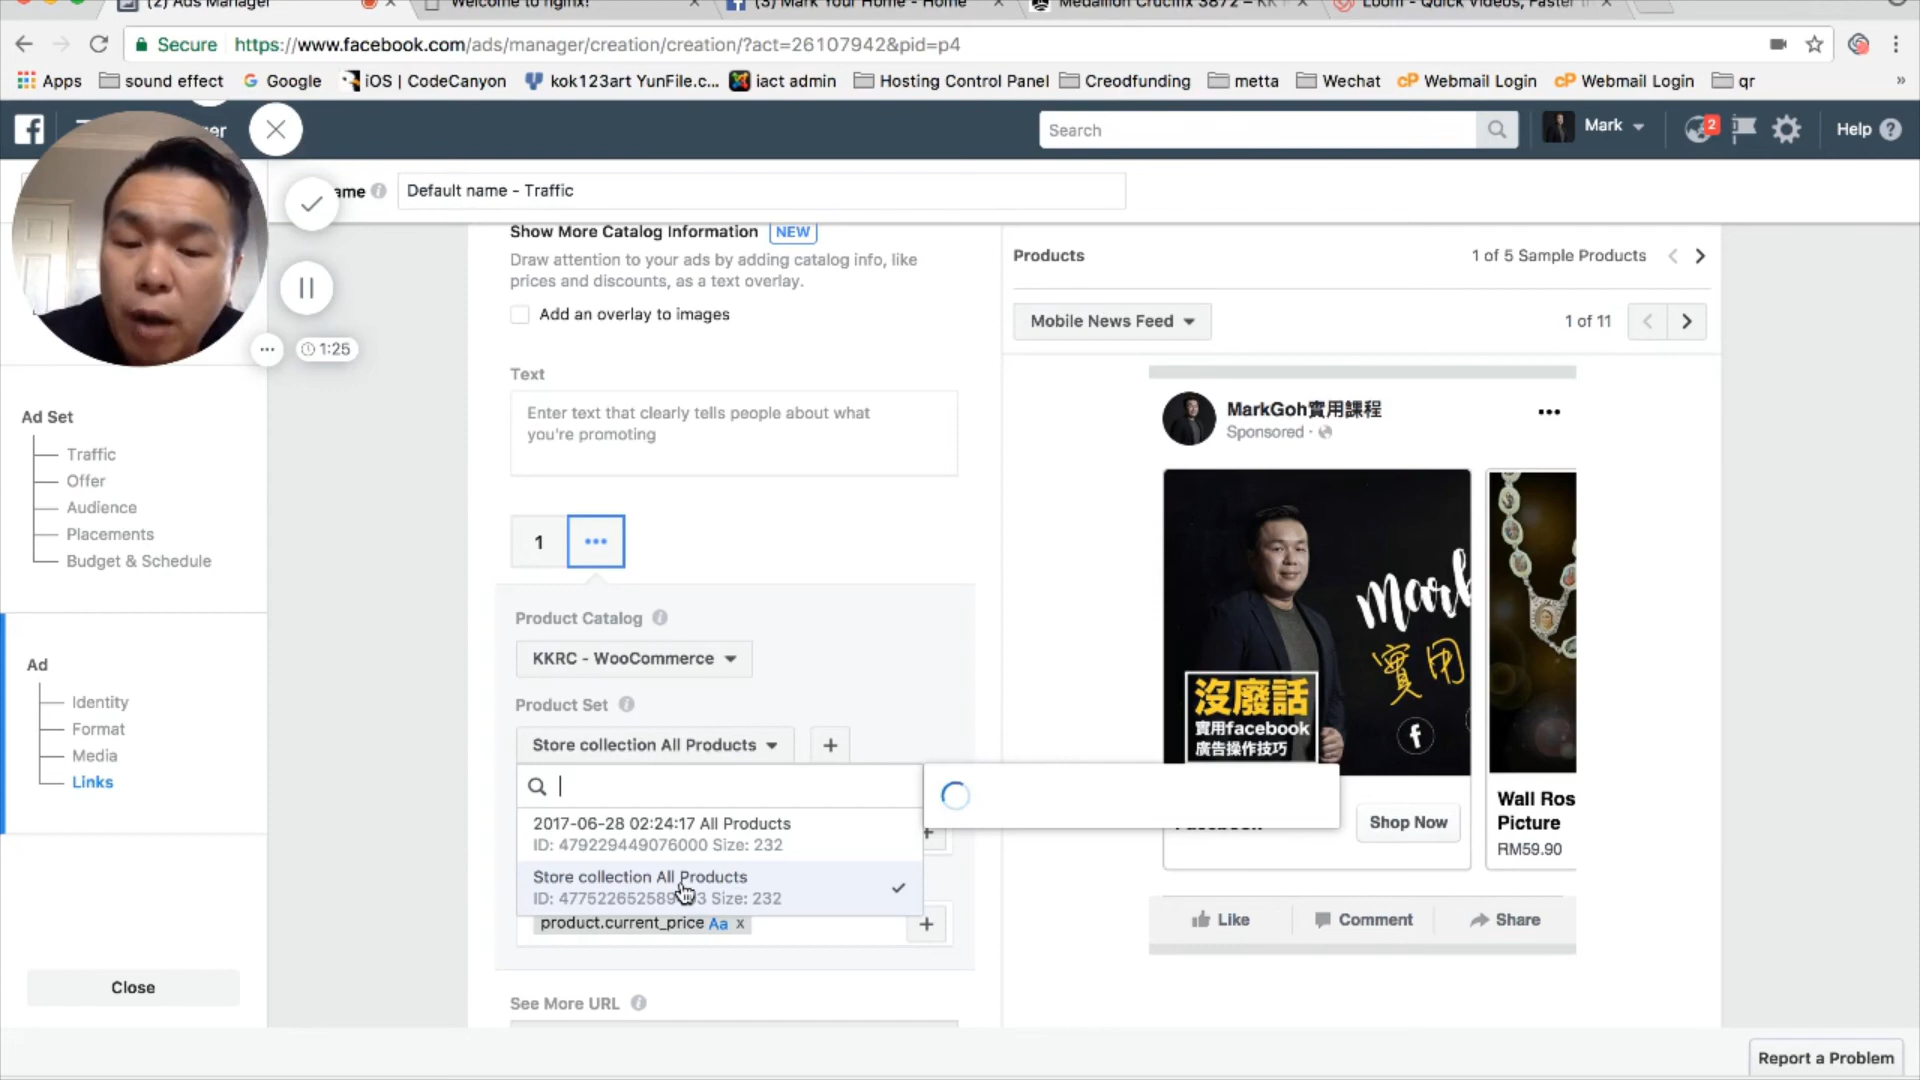 (2) Ads Manager
Welcome to nginx!
(3) Mark Your Home - Home
Medallion Crucifix 3872 – KK
Loom - Quick Videos, Faster
Secure https://www.facebook.com/ads/manager/creation/creation/?act=26107942&pid=p4
Apps sound effect Google iOS | CodeCanyon kok123art YunFile.c... iact admin Hosting Control Panel Creodfunding metta Wechat Webmail Login Webmail Login qr »
Search
Mark
2
Help
ame
Default name - Traffic
1:25
Ad Set
Traffic
Offer
Audience
Placements
Budget & Schedule
Ad
Identity
Format
Media
Links
Close
Show More Catalog Information NEW
Draw attention to your ads by adding catalog info, like
prices and discounts, as a text overlay.
Add an overlay to images
Text
Enter text that clearly tells people about what
you're promoting
1 •••
Product Catalog
KKRC - WooCommerce
Product Set
Store collection All Products +
2017-06-28 02:24:17 All Products
ID: 479229449076000 Size: 232
Store collection All Products
Size: 232
product.current_price Aa x +
See More URL
Products
1 of 5 Sample Products
Mobile News Feed
1 of 11
MarkGoh實用課程
Sponsored ·
Mark
實用
沒廢話
實用facebook
廣告操作技巧
Shop Now
Wall Ros
Picture
RM59.90
Like Comment Share
Report a Problem